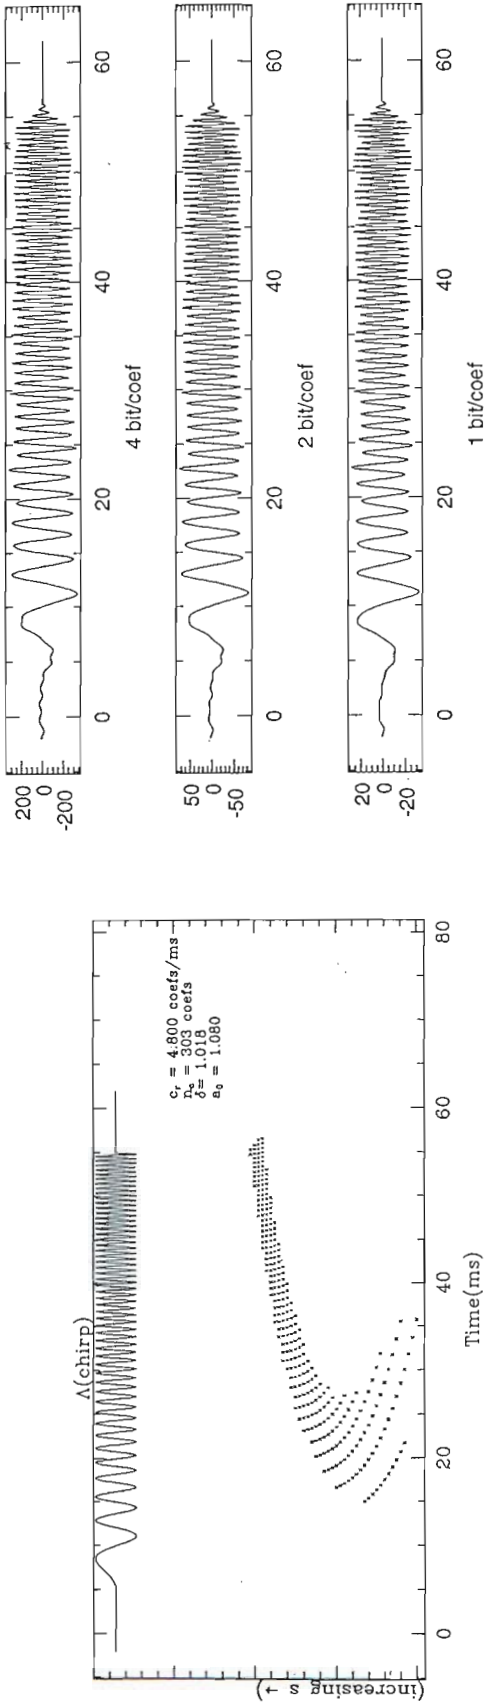 Λ(chirp)
c_r = 4.800 coefs/ms
n_c = 303 coefs
δ = 1.018
a_0 = 1.080
(increasing s →)
0 20 40 60 80
Time(ms)
200
0
-200
0 20 40 60
4 bit/coef
50
0
-50
0 20 40 60
2 bit/coef
20
0
-20
0 20 40 60
1 bit/coef